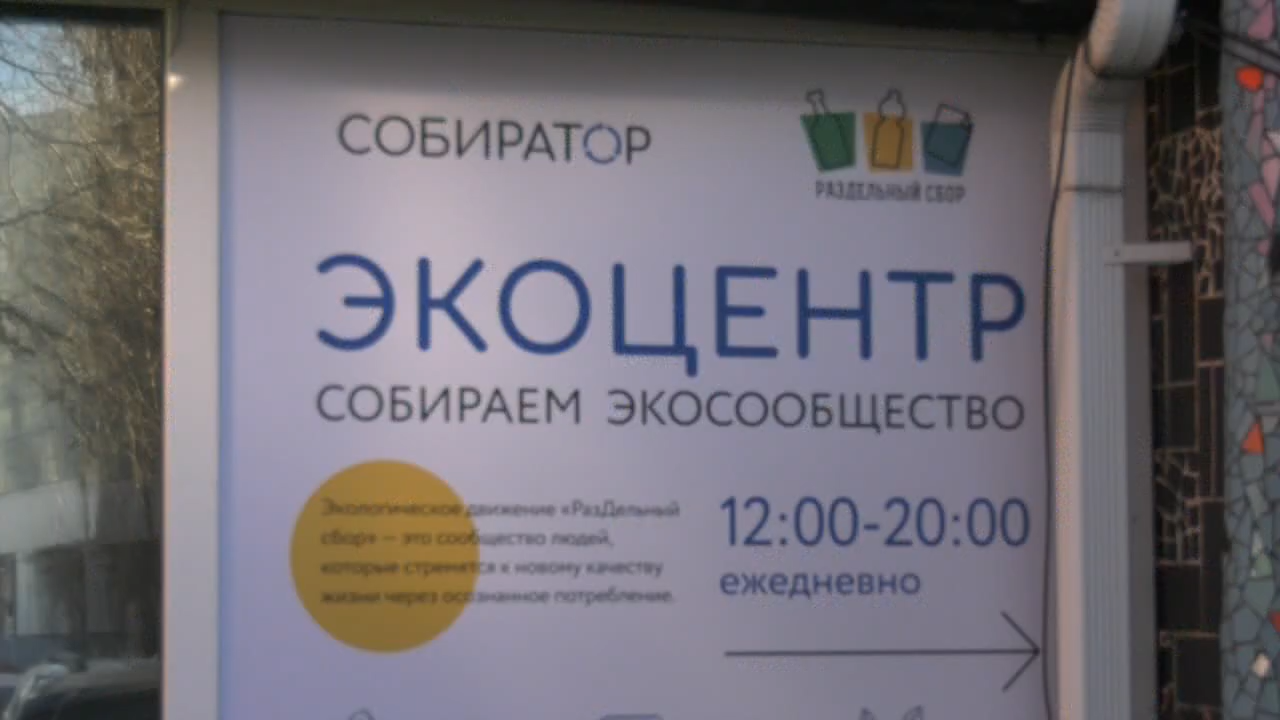 СОБИРАТОР
РАЗДЕЛЬНЫЙ СБОР
ЭКОЦЕНТР
СОБИРАЕМ ЭКОСООБЩЕСТВО
Экологическое движение «РазДельный
сбор» — это сообщество людей,
которые стремятся к новому качеству
жизни через осознанное потребление.
12:00-20:00
ежедневно